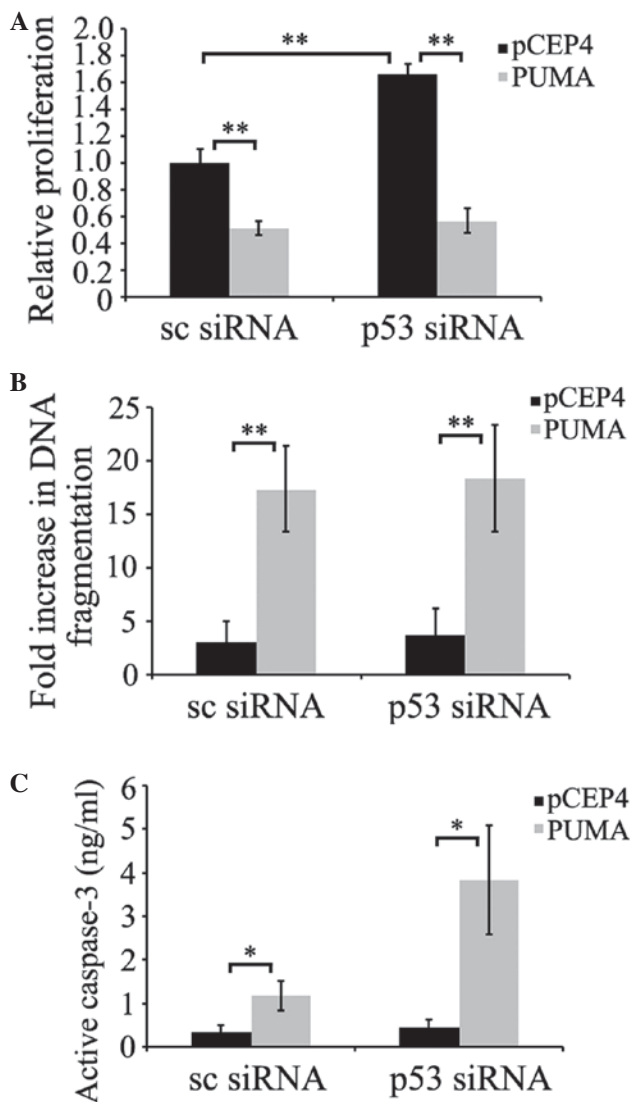 A
Relative proliferation
2.0
1.8
1.6
1.4
1.2
1.0
0.8
0.6
0.4
0.2
0
**
**
**
pCEP4
PUMA
sc siRNA
p53 siRNA
B
Fold increase in DNA
fragmentation
25
20
15
10
5
0
**
**
pCEP4
PUMA
sc siRNA
p53 siRNA
C
Active caspase-3 (ng/ml)
6
5
4
3
2
1
0
*
*
pCEP4
PUMA
sc siRNA
p53 siRNA